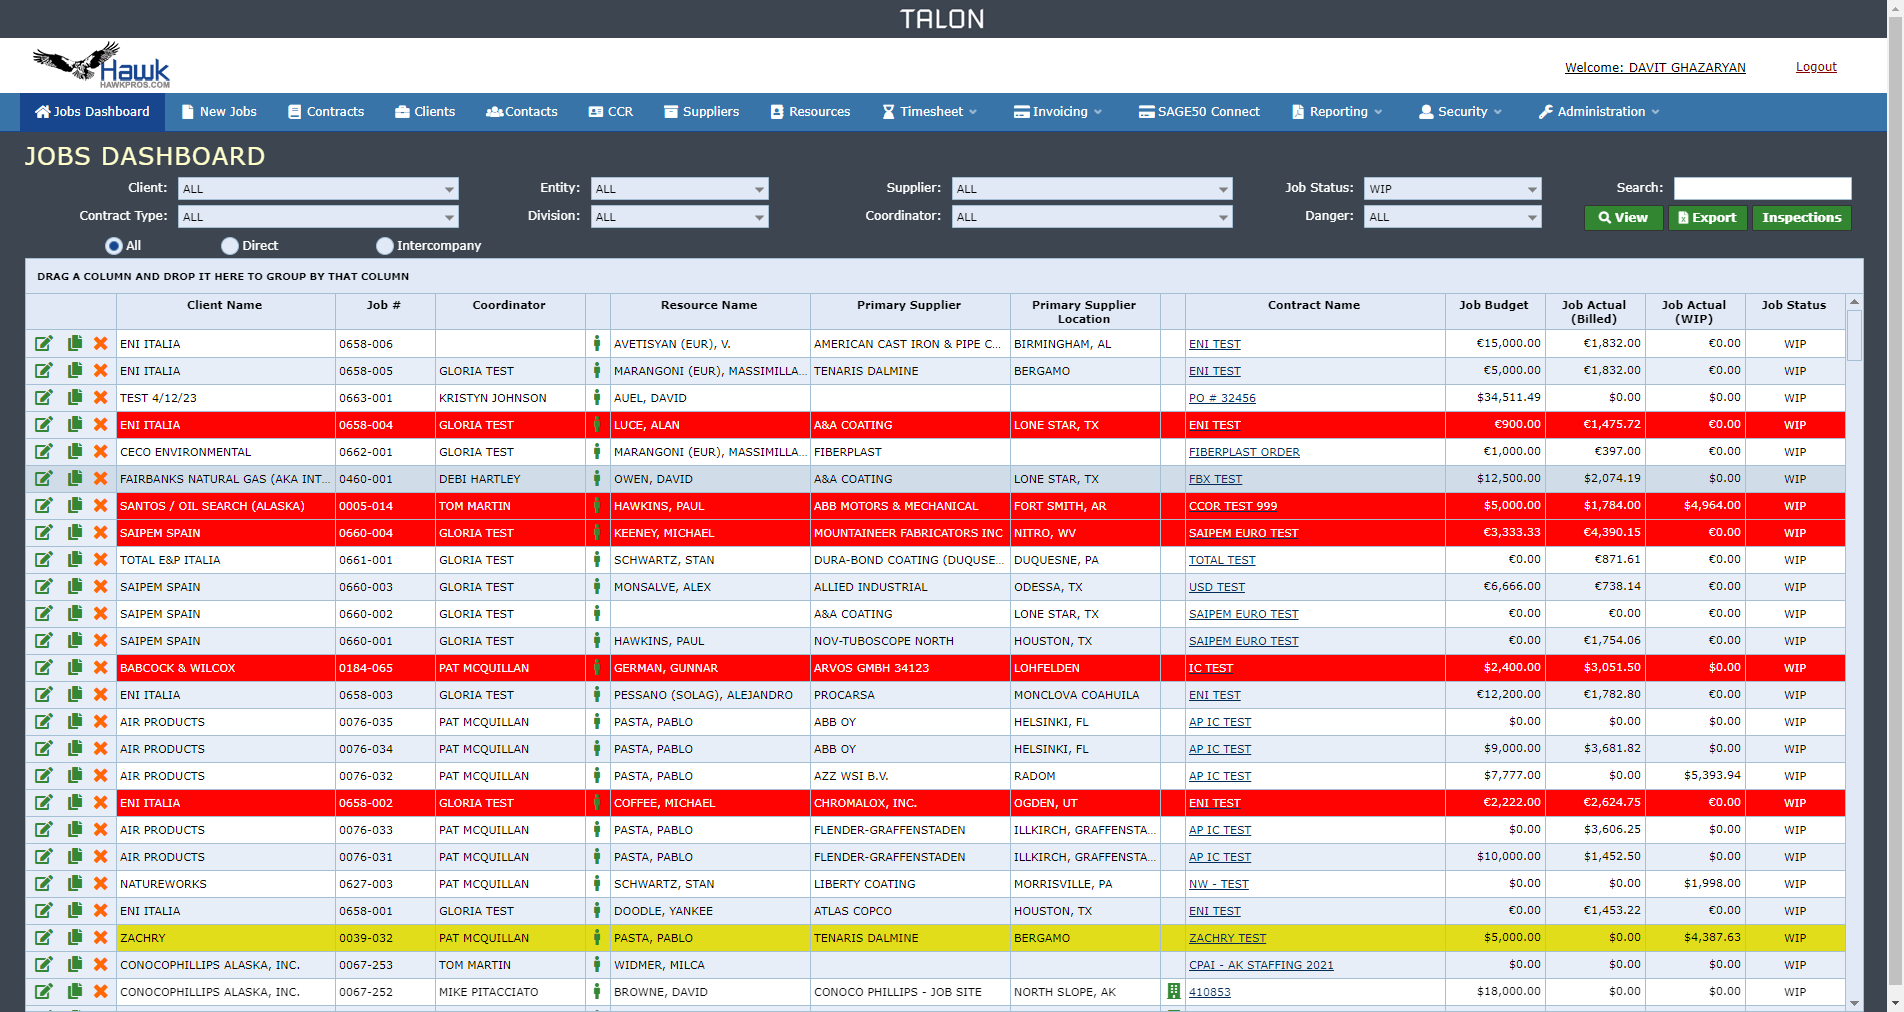 TALON
Hawk
HAWKPROS.COM
Welcome: DAVIT GHAZARYAN
Logout
Jobs Dashboard New Jobs Contracts Clients Contacts CCR Suppliers Resources Timesheet Invoicing SAGE50 Connect Reporting Security Administration
JOBS DASHBOARD
Client: ALL Entity: ALL Supplier: ALL Job Status: WIP Search:
Contract Type: ALL Division: ALL Coordinator: ALL Danger: ALL View Export Inspections
All Direct Intercompany
DRAG A COLUMN AND DROP IT HERE TO GROUP BY THAT COLUMN
Client Name Job # Coordinator Resource Name Primary Supplier Primary Supplier Location Contract Name Job Budget Job Actual (Billed) Job Actual (WIP) Job Status
ENI ITALIA 0658-006 AVETISYAN (EUR), V. AMERICAN CAST IRON & PIPE C... BIRMINGHAM, AL ENI TEST €15,000.00 €1,832.00 €0.00 WIP
ENI ITALIA 0658-005 GLORIA TEST MARANGONI (EUR), MASSIMILLA... TENARIS DALMINE BERGAMO ENI TEST €5,000.00 €1,832.00 €0.00 WIP
TEST 4/12/23 0663-001 KRISTYN JOHNSON AUEL, DAVID PO # 32456 $34,511.49 $0.00 $0.00 WIP
ENI ITALIA 0658-004 GLORIA TEST LUCE, ALAN A&A COATING LONE STAR, TX ENI TEST €900.00 €1,475.72 €0.00 WIP
CECO ENVIRONMENTAL 0662-001 GLORIA TEST MARANGONI (EUR), MASSIMILLA... FIBERPLAST FIBERPLAST ORDER €1,000.00 €397.00 €0.00 WIP
FAIRBANKS NATURAL GAS (AKA INT... 0460-001 DEBI HARTLEY OWEN, DAVID A&A COATING LONE STAR, TX FBX TEST $12,500.00 $2,074.19 $0.00 WIP
SANTOS / OIL SEARCH (ALASKA) 0005-014 TOM MARTIN HAWKINS, PAUL ABB MOTORS & MECHANICAL FORT SMITH, AR CCOR TEST 999 $5,000.00 $1,784.00 $4,964.00 WIP
SAIPEM SPAIN 0660-004 GLORIA TEST KEENEY, MICHAEL MOUNTAINEER FABRICATORS INC NITRO, WV SAIPEM EURO TEST €3,333.33 €4,390.15 €0.00 WIP
TOTAL E&P ITALIA 0661-001 GLORIA TEST SCHWARTZ, STAN DURA-BOND COATING (DUQUSE... DUQUESNE, PA TOTAL TEST €0.00 €871.61 €0.00 WIP
SAIPEM SPAIN 0660-003 GLORIA TEST MONSALVE, ALEX ALLIED INDUSTRIAL ODESSA, TX USD TEST €6,666.00 €738.14 €0.00 WIP
SAIPEM SPAIN 0660-002 GLORIA TEST A&A COATING LONE STAR, TX SAIPEM EURO TEST €0.00 €0.00 €0.00 WIP
SAIPEM SPAIN 0660-001 GLORIA TEST HAWKINS, PAUL NOV-TUBOSCOPE NORTH HOUSTON, TX SAIPEM EURO TEST €0.00 €1,754.06 €0.00 WIP
BABCOCK & WILCOX 0184-065 PAT MCQUILLAN GERMAN, GUNNAR ARVOS GMBH 34123 LOHFELDEN IC TEST $2,400.00 $3,051.50 $0.00 WIP
ENI ITALIA 0658-003 GLORIA TEST PESSANO (SOLAG), ALEJANDRO PROCARSA MONCLOVA COAHUILA ENI TEST €12,200.00 €1,782.80 €0.00 WIP
AIR PRODUCTS 0076-035 PAT MCQUILLAN PASTA, PABLO ABB OY HELSINKI, FL AP IC TEST $0.00 $0.00 $0.00 WIP
AIR PRODUCTS 0076-034 PAT MCQUILLAN PASTA, PABLO ABB OY HELSINKI, FL AP IC TEST $9,000.00 $3,681.82 $0.00 WIP
AIR PRODUCTS 0076-032 PAT MCQUILLAN PASTA, PABLO AZZ WSI B.V. RADOM AP IC TEST $7,777.00 $0.00 $5,393.94 WIP
ENI ITALIA 0658-002 GLORIA TEST COFFEE, MICHAEL CHROMALOX, INC. OGDEN, UT ENI TEST €2,222.00 €2,624.75 €0.00 WIP
AIR PRODUCTS 0076-033 PAT MCQUILLAN PASTA, PABLO FLENDER-GRAFFENSTADEN ILLKIRCH, GRAFFENSTA... AP IC TEST $0.00 $3,606.25 $0.00 WIP
AIR PRODUCTS 0076-031 PAT MCQUILLAN PASTA, PABLO FLENDER-GRAFFENSTADEN ILLKIRCH, GRAFFENSTA... AP IC TEST $10,000.00 $1,452.50 $0.00 WIP
NATUREWORKS 0627-003 PAT MCQUILLAN SCHWARTZ, STAN LIBERTY COATING MORRISVILLE, PA NW - TEST $0.00 $0.00 $1,998.00 WIP
ENI ITALIA 0658-001 GLORIA TEST DOODLE, YANKEE ATLAS COPCO HOUSTON, TX ENI TEST €0.00 €1,453.22 €0.00 WIP
ZACHRY 0039-032 PAT MCQUILLAN PASTA, PABLO TENARIS DALMINE BERGAMO ZACHRY TEST $5,000.00 $0.00 $4,387.63 WIP
CONOCOPHILLIPS ALASKA, INC. 0067-253 TOM MARTIN WIDMER, MILCA CPAI - AK STAFFING 2021 $0.00 $0.00 $0.00 WIP
CONOCOPHILLIPS ALASKA, INC. 0067-252 MIKE PITACCIATO BROWNE, DAVID CONOCO PHILLIPS - JOB SITE NORTH SLOPE, AK 410853 $18,000.00 $0.00 $0.00 WIP